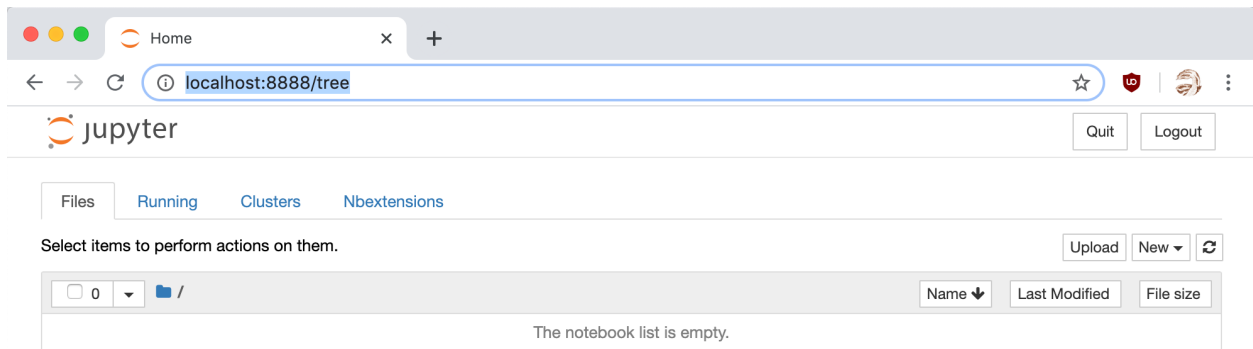 Home
localhost:8888/tree
jupyter
Quit Logout
Files Running Clusters Nbextensions
Select items to perform actions on them.
Upload New
0 / Name Last Modified File size
The notebook list is empty.